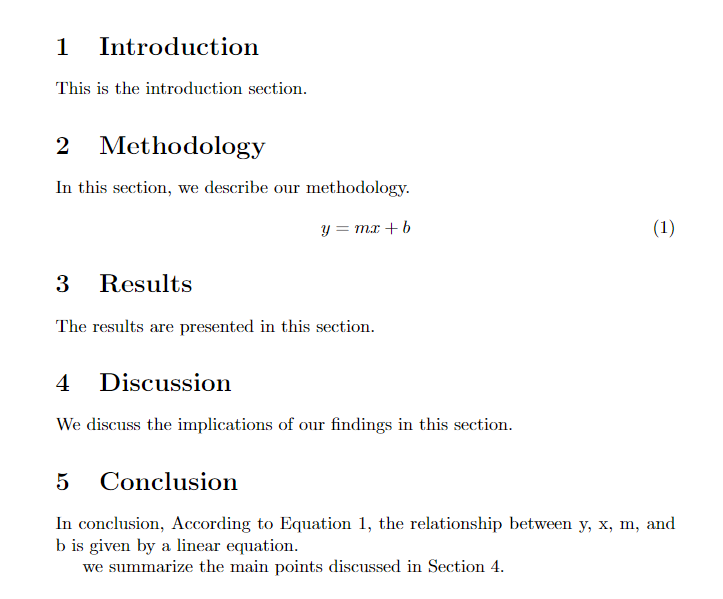 1 Introduction
This is the introduction section.
2 Methodology
In this section, we describe our methodology.
y = mx + b (1)
3 Results
The results are presented in this section.
4 Discussion
We discuss the implications of our findings in this section.
5 Conclusion
In conclusion, According to Equation 1, the relationship between y, x, m, and
b is given by a linear equation.
we summarize the main points discussed in Section 4.